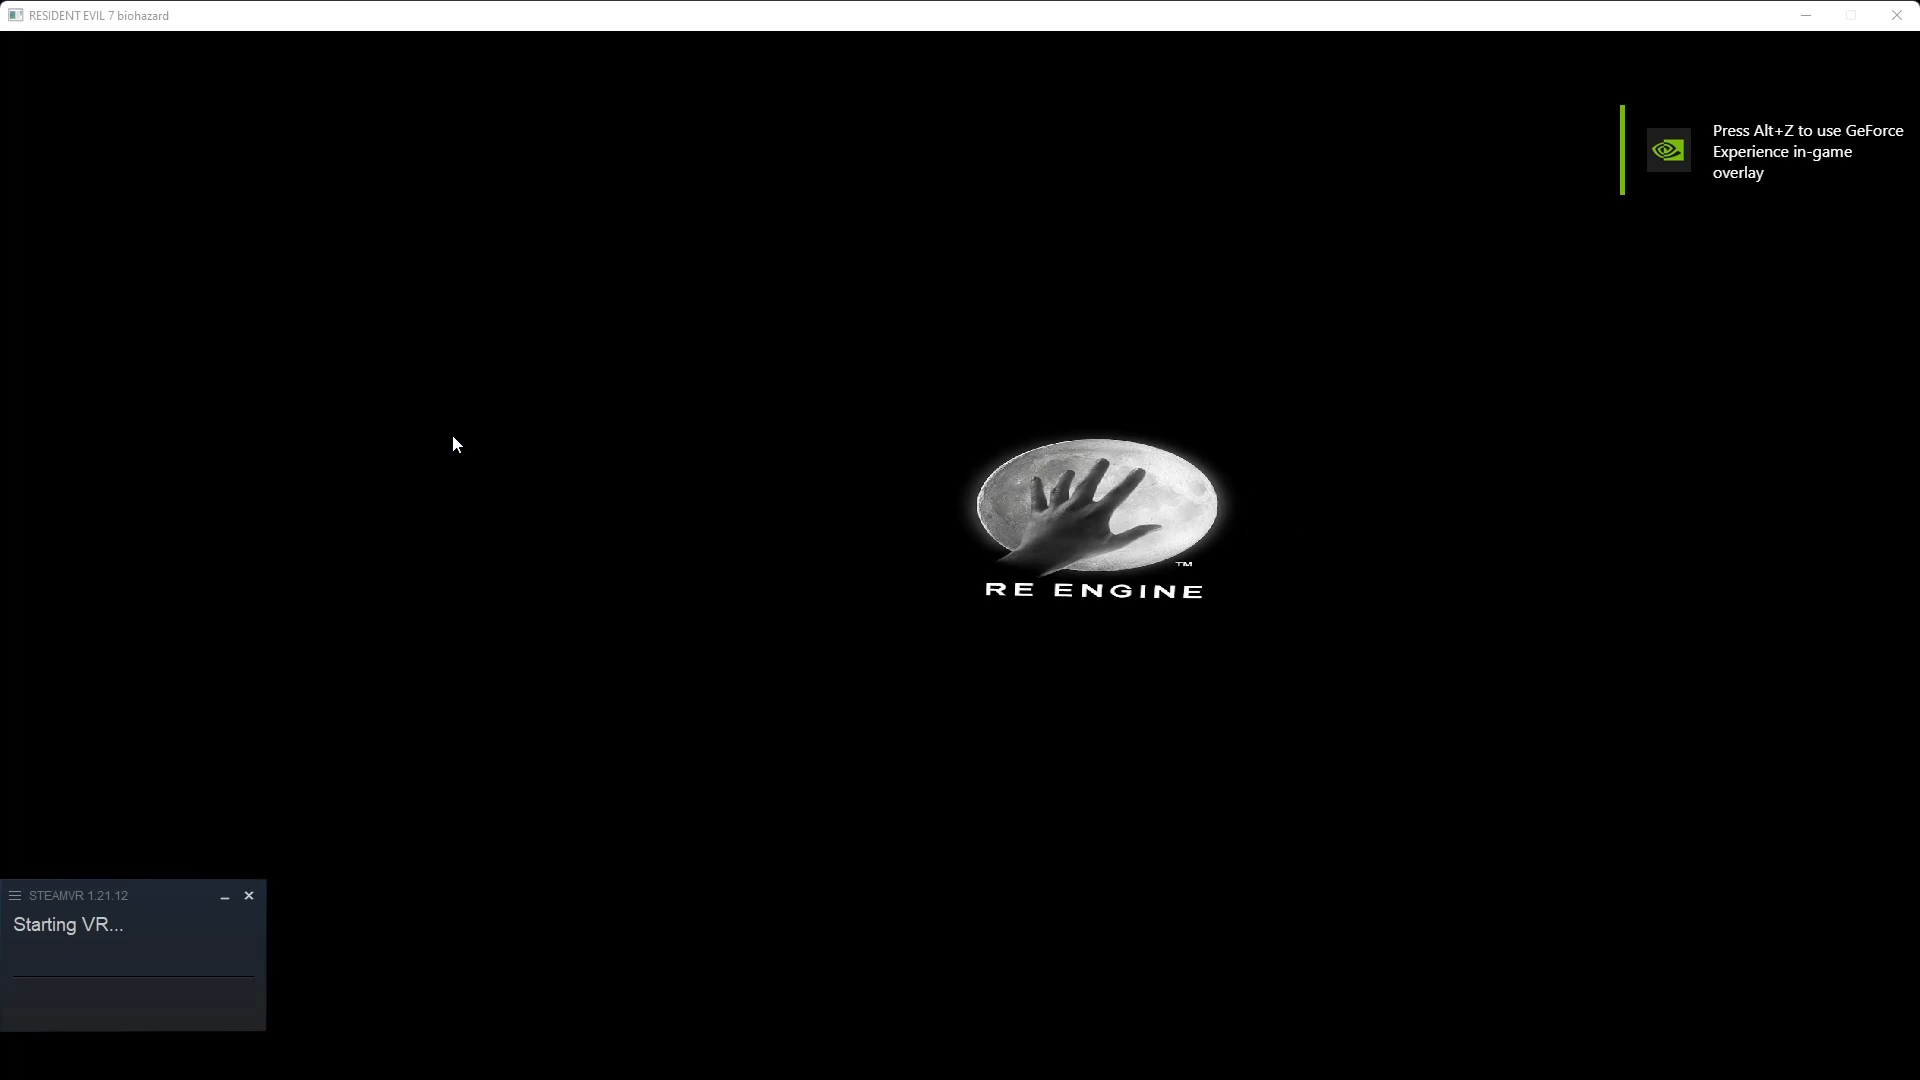 RESIDENT EVIL 7 biohazard
Press Alt+Z to use GeForce
Experience in-game
overlay
TM
RE ENGINE
STEAMVR 1.21.12
Starting VR...